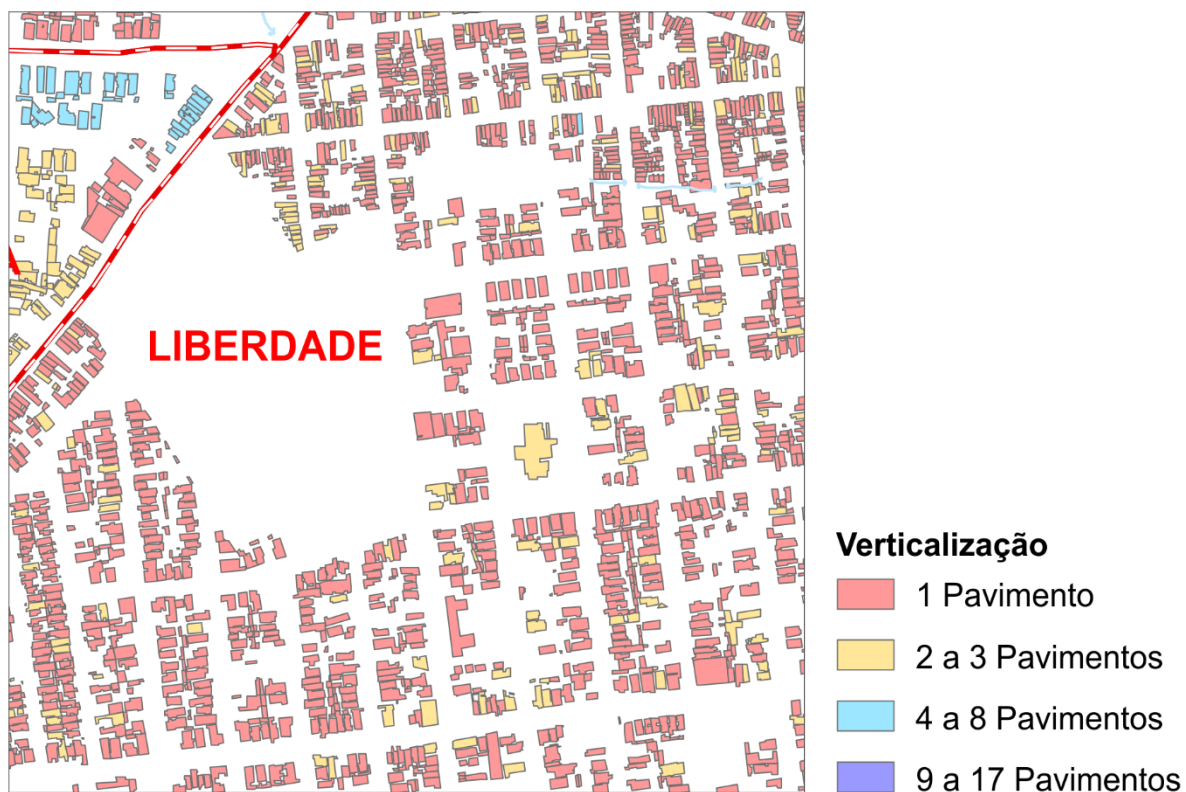 LIBERDADE
Verticalização
1 Pavimento
2 a 3 Pavimentos
4 a 8 Pavimentos
9 a 17 Pavimentos